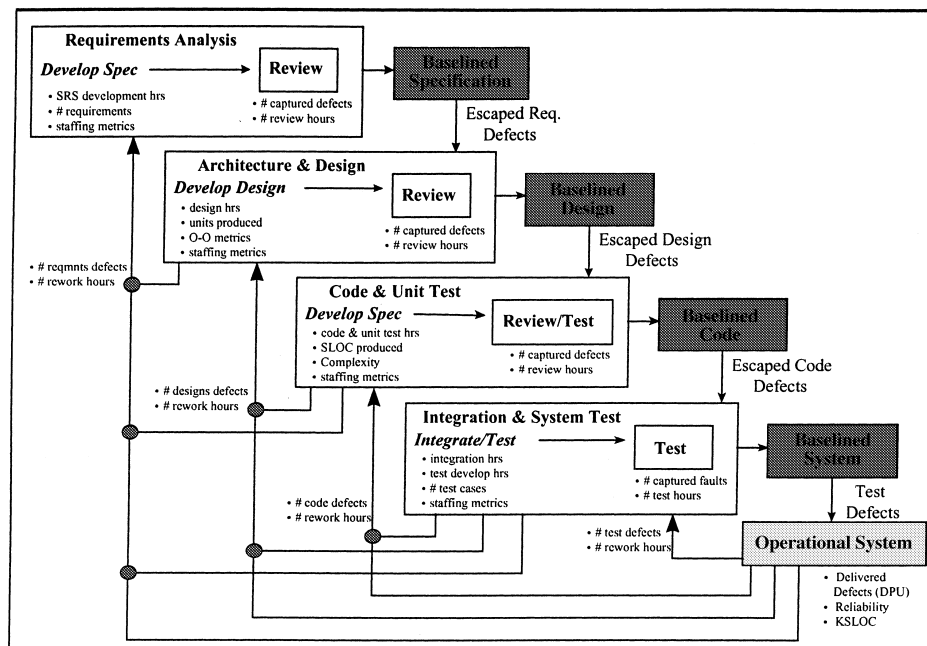 Requirements Analysis
Develop Spec
Review
• SRS development hrs
• # requirements
• staffing metrics
• # captured defects
• # review hours
Baselined
Specification
Escaped Req.
Defects
Architecture & Design
Develop Design
Review
• design hrs
• units produced
• O-O metrics
• staffing metrics
• # captured defects
• # review hours
Baselined
Design
Escaped Design
Defects
• # reqmnts defects
• # rework hours
Code & Unit Test
Develop Spec
Review/Test
• code & unit test hrs
• SLOC produced
• Complexity
• staffing metrics
• # captured defects
• # review hours
Baselined
Code
Escaped Code
Defects
• # designs defects
• # rework hours
Integration & System Test
Integrate/Test
Test
• integration hrs
• test develop hrs
• # test cases
• staffing metrics
• # captured faults
• # test hours
Baselined
System
Test
Defects
• # code defects
• # rework hours
• # test defects
• # rework hours
Operational System
• Delivered
Defects (DPU)
• Reliability
• KSLOC